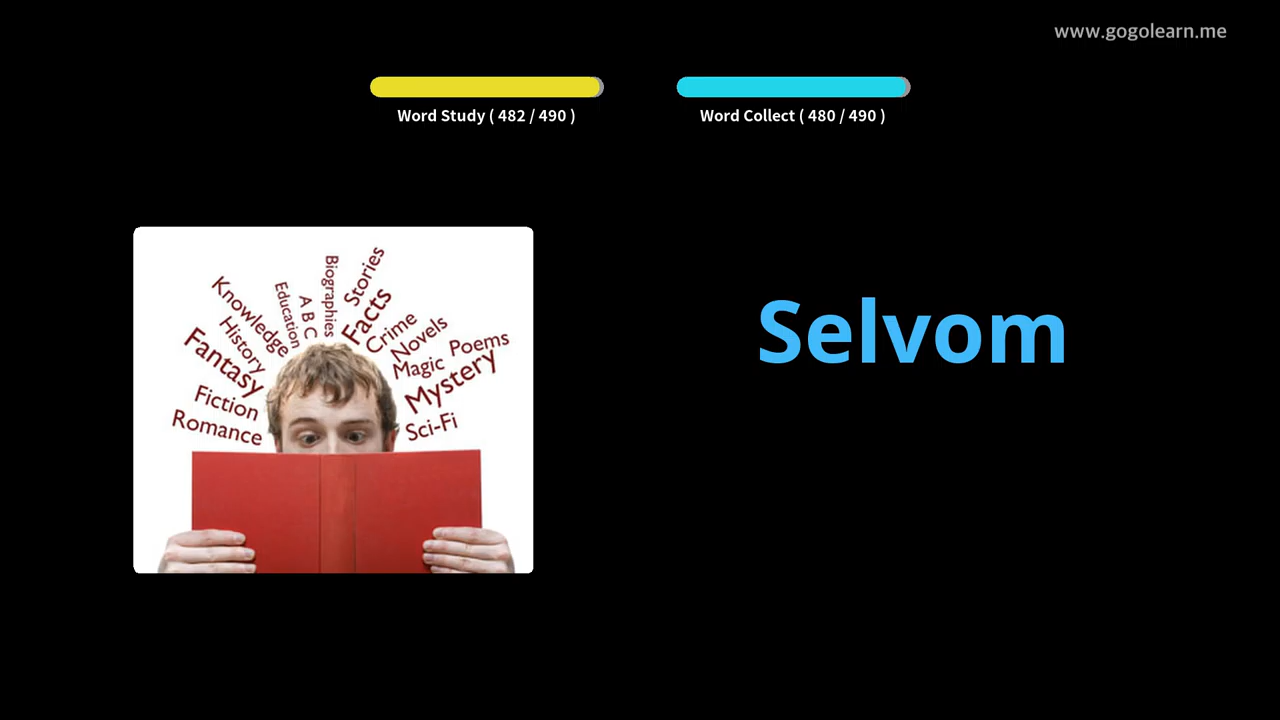 www.gogolearn.me
Word Study ( 482 / 490 )
Word Collect ( 480 / 490 )
Selvom
Stories
Biographies
Facts
A B C
Education
Knowledge
Crime
Novels
History
Poems
Fantasy
Magic
Mystery
Fiction
Sci-Fi
Romance